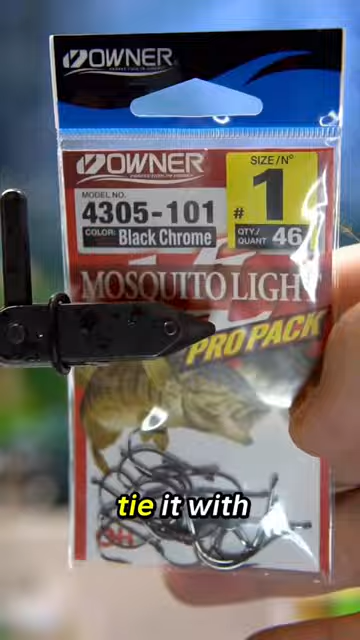 OWNER
OWNER
SIZE/Nº
#1
QTY/
QUANT 46
MODEL NO.
4305-101
COLOR: Black Chrome
MOSQUITO LIGHT
PRO PACK
tie it with